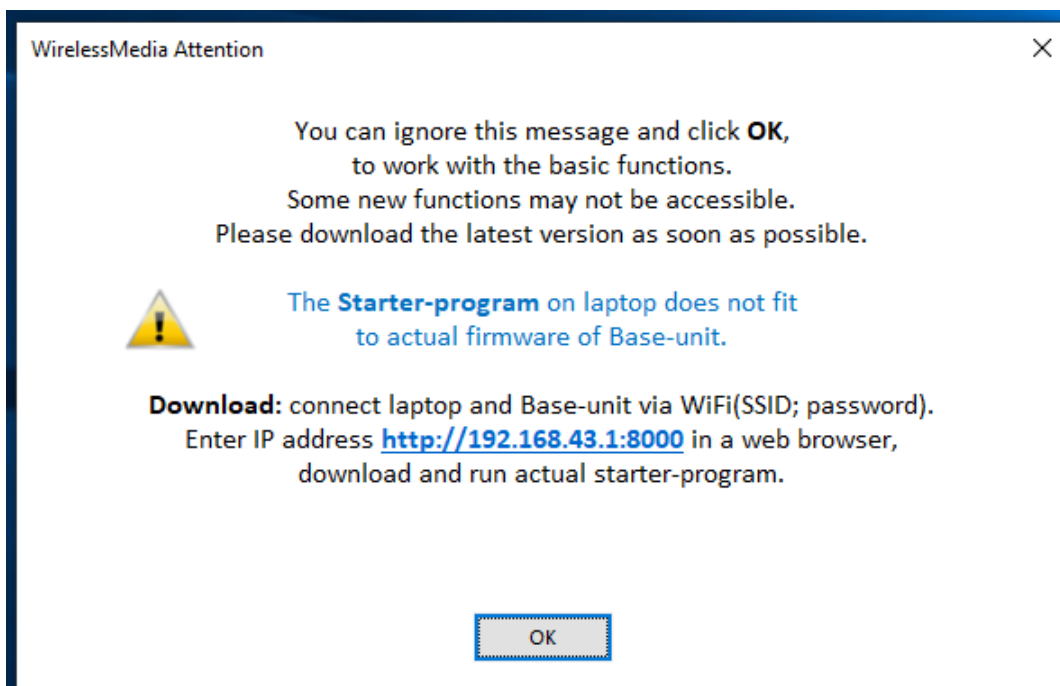 WirelessMedia Attention
You can ignore this message and click OK,
to work with the basic functions.
Some new functions may not be accessible.
Please download the latest version as soon as possible.
The Starter-program on laptop does not fit
to actual firmware of Base-unit.
Download: connect laptop and Base-unit via WiFi(SSID; password).
Enter IP address http://192.168.43.1:8000 in a web browser,
download and run actual starter-program.
OK